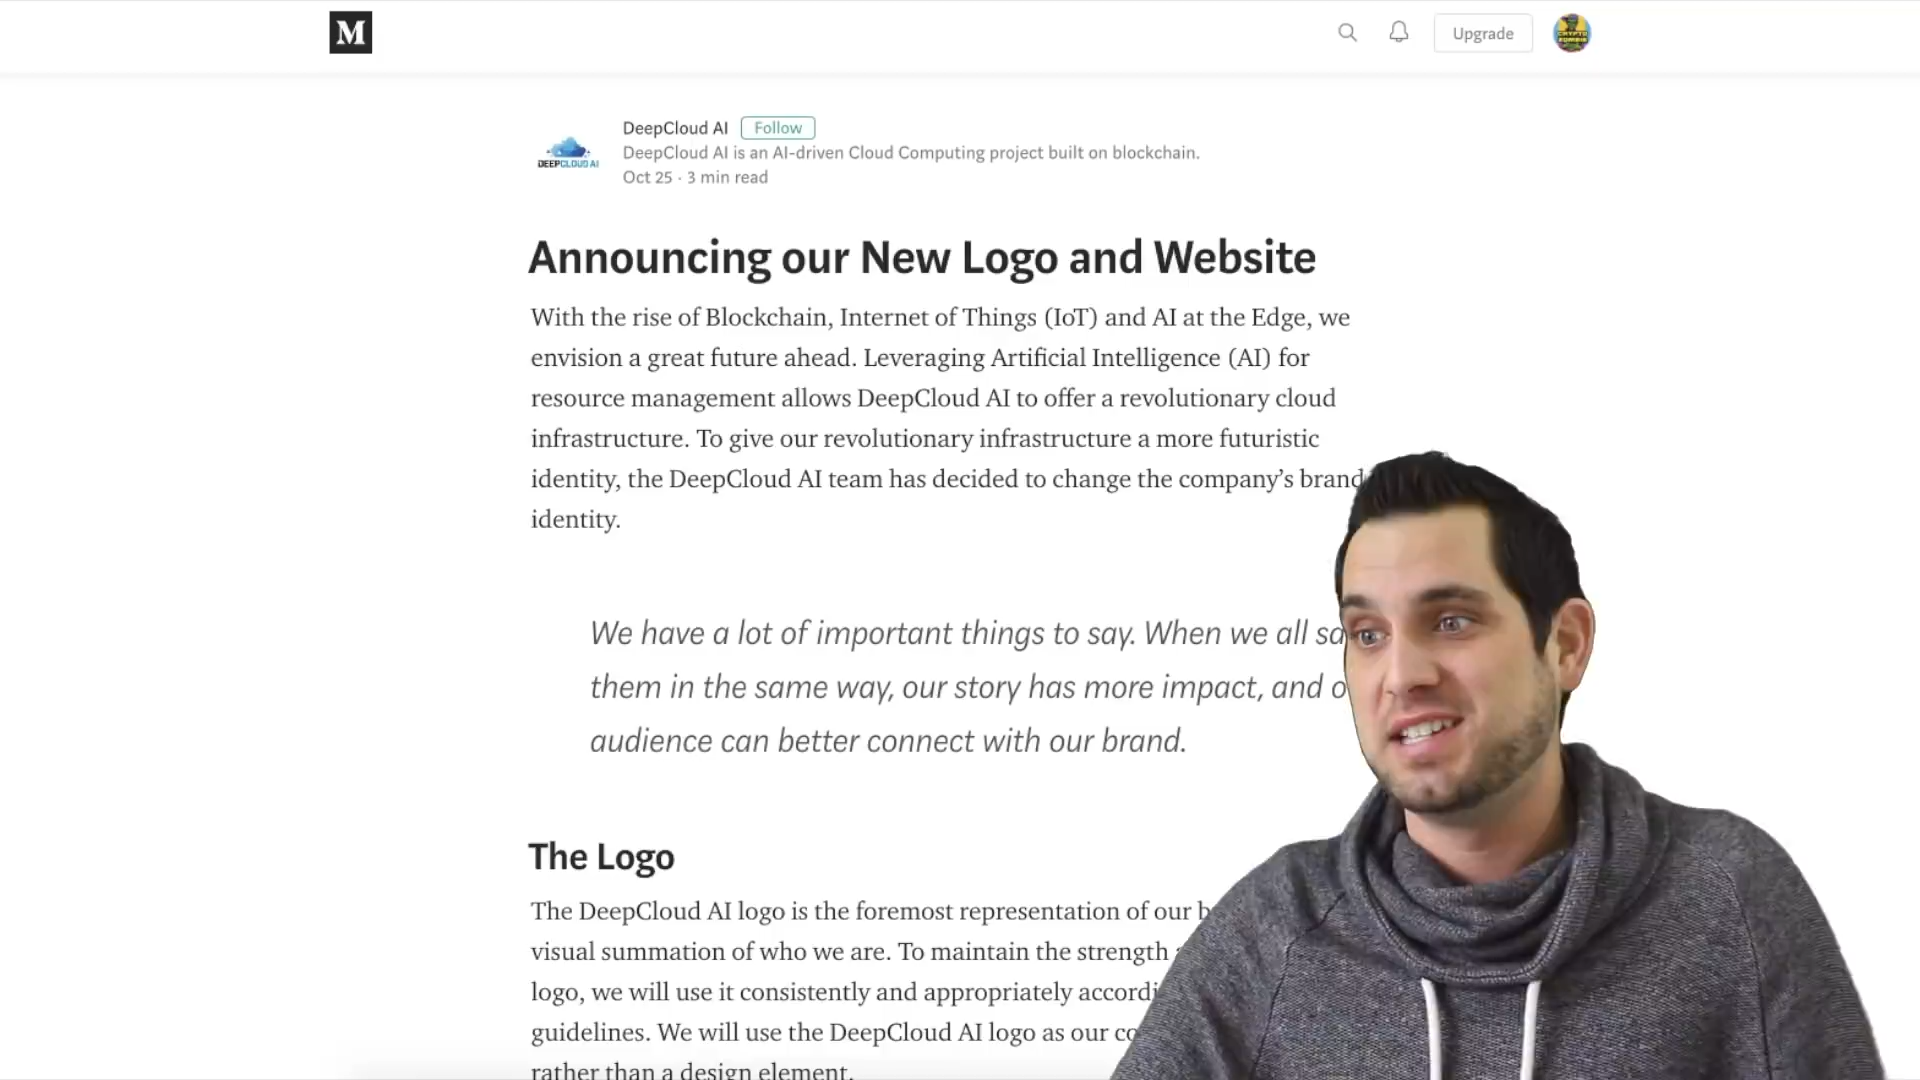 M
Upgrade
DeepCloud AI Follow
DEEPCLOUD AI
DeepCloud AI is an AI-driven Cloud Computing project built on blockchain.
Oct 25 · 3 min read
Announcing our New Logo and Website
With the rise of Blockchain, Internet of Things (IoT) and AI at the Edge, we
envision a great future ahead. Leveraging Artificial Intelligence (AI) for
resource management allows DeepCloud AI to offer a revolutionary cloud
infrastructure. To give our revolutionary infrastructure a more futuristic
identity, the DeepCloud AI team has decided to change the company’s brand
identity.
We have a lot of important things to say. When we all
them in the same way, our story has more impact, and
audience can better connect with our brand.
The Logo
The DeepCloud AI logo is the foremost representation of our
visual summation of who we are. To maintain the strength
logo, we will use it consistently and appropriately
guidelines. We will use the DeepCloud AI logo as our
rather than a design element.